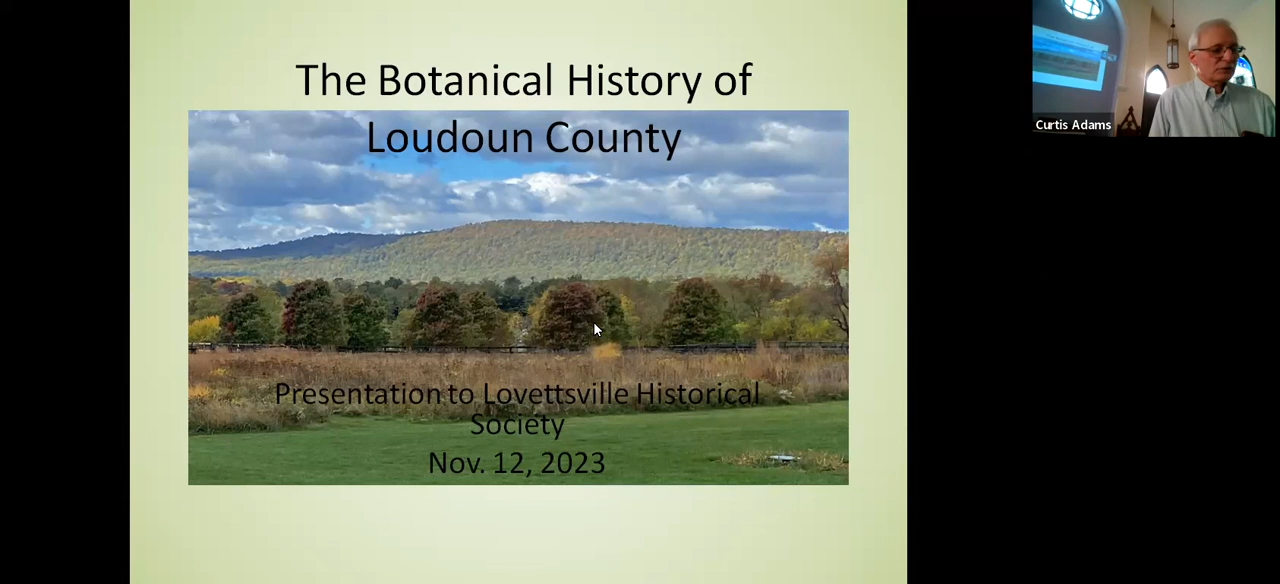 The Botanical History of
Loudoun County
Presentation to Lovettsville Historical
Society
Nov. 12, 2023
Curtis Adams